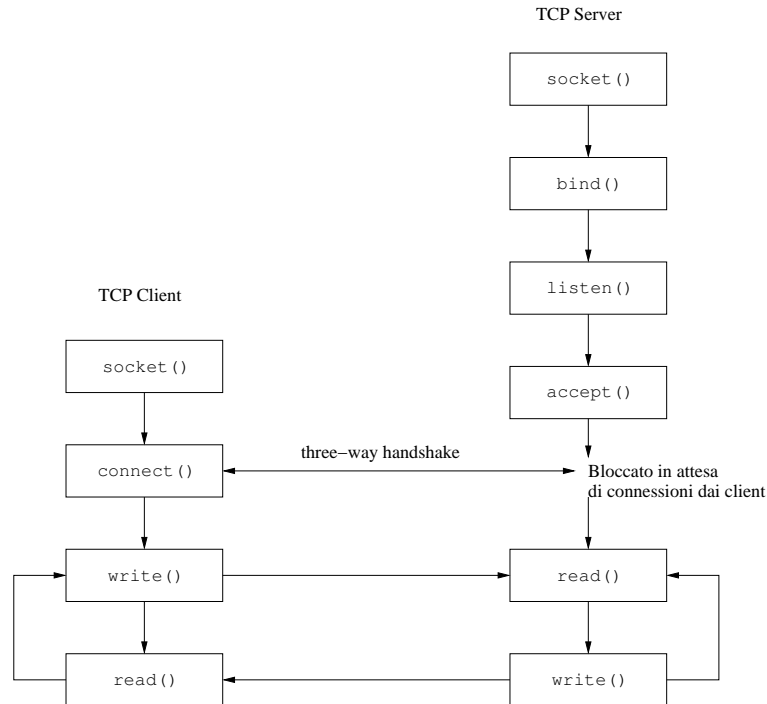 TCP Server
socket()
bind()
listen()
TCP Client
socket()
accept()
three−way handshake
connect()
Bloccato in attesa
di connessioni dai client
write()
read()
read()
write()